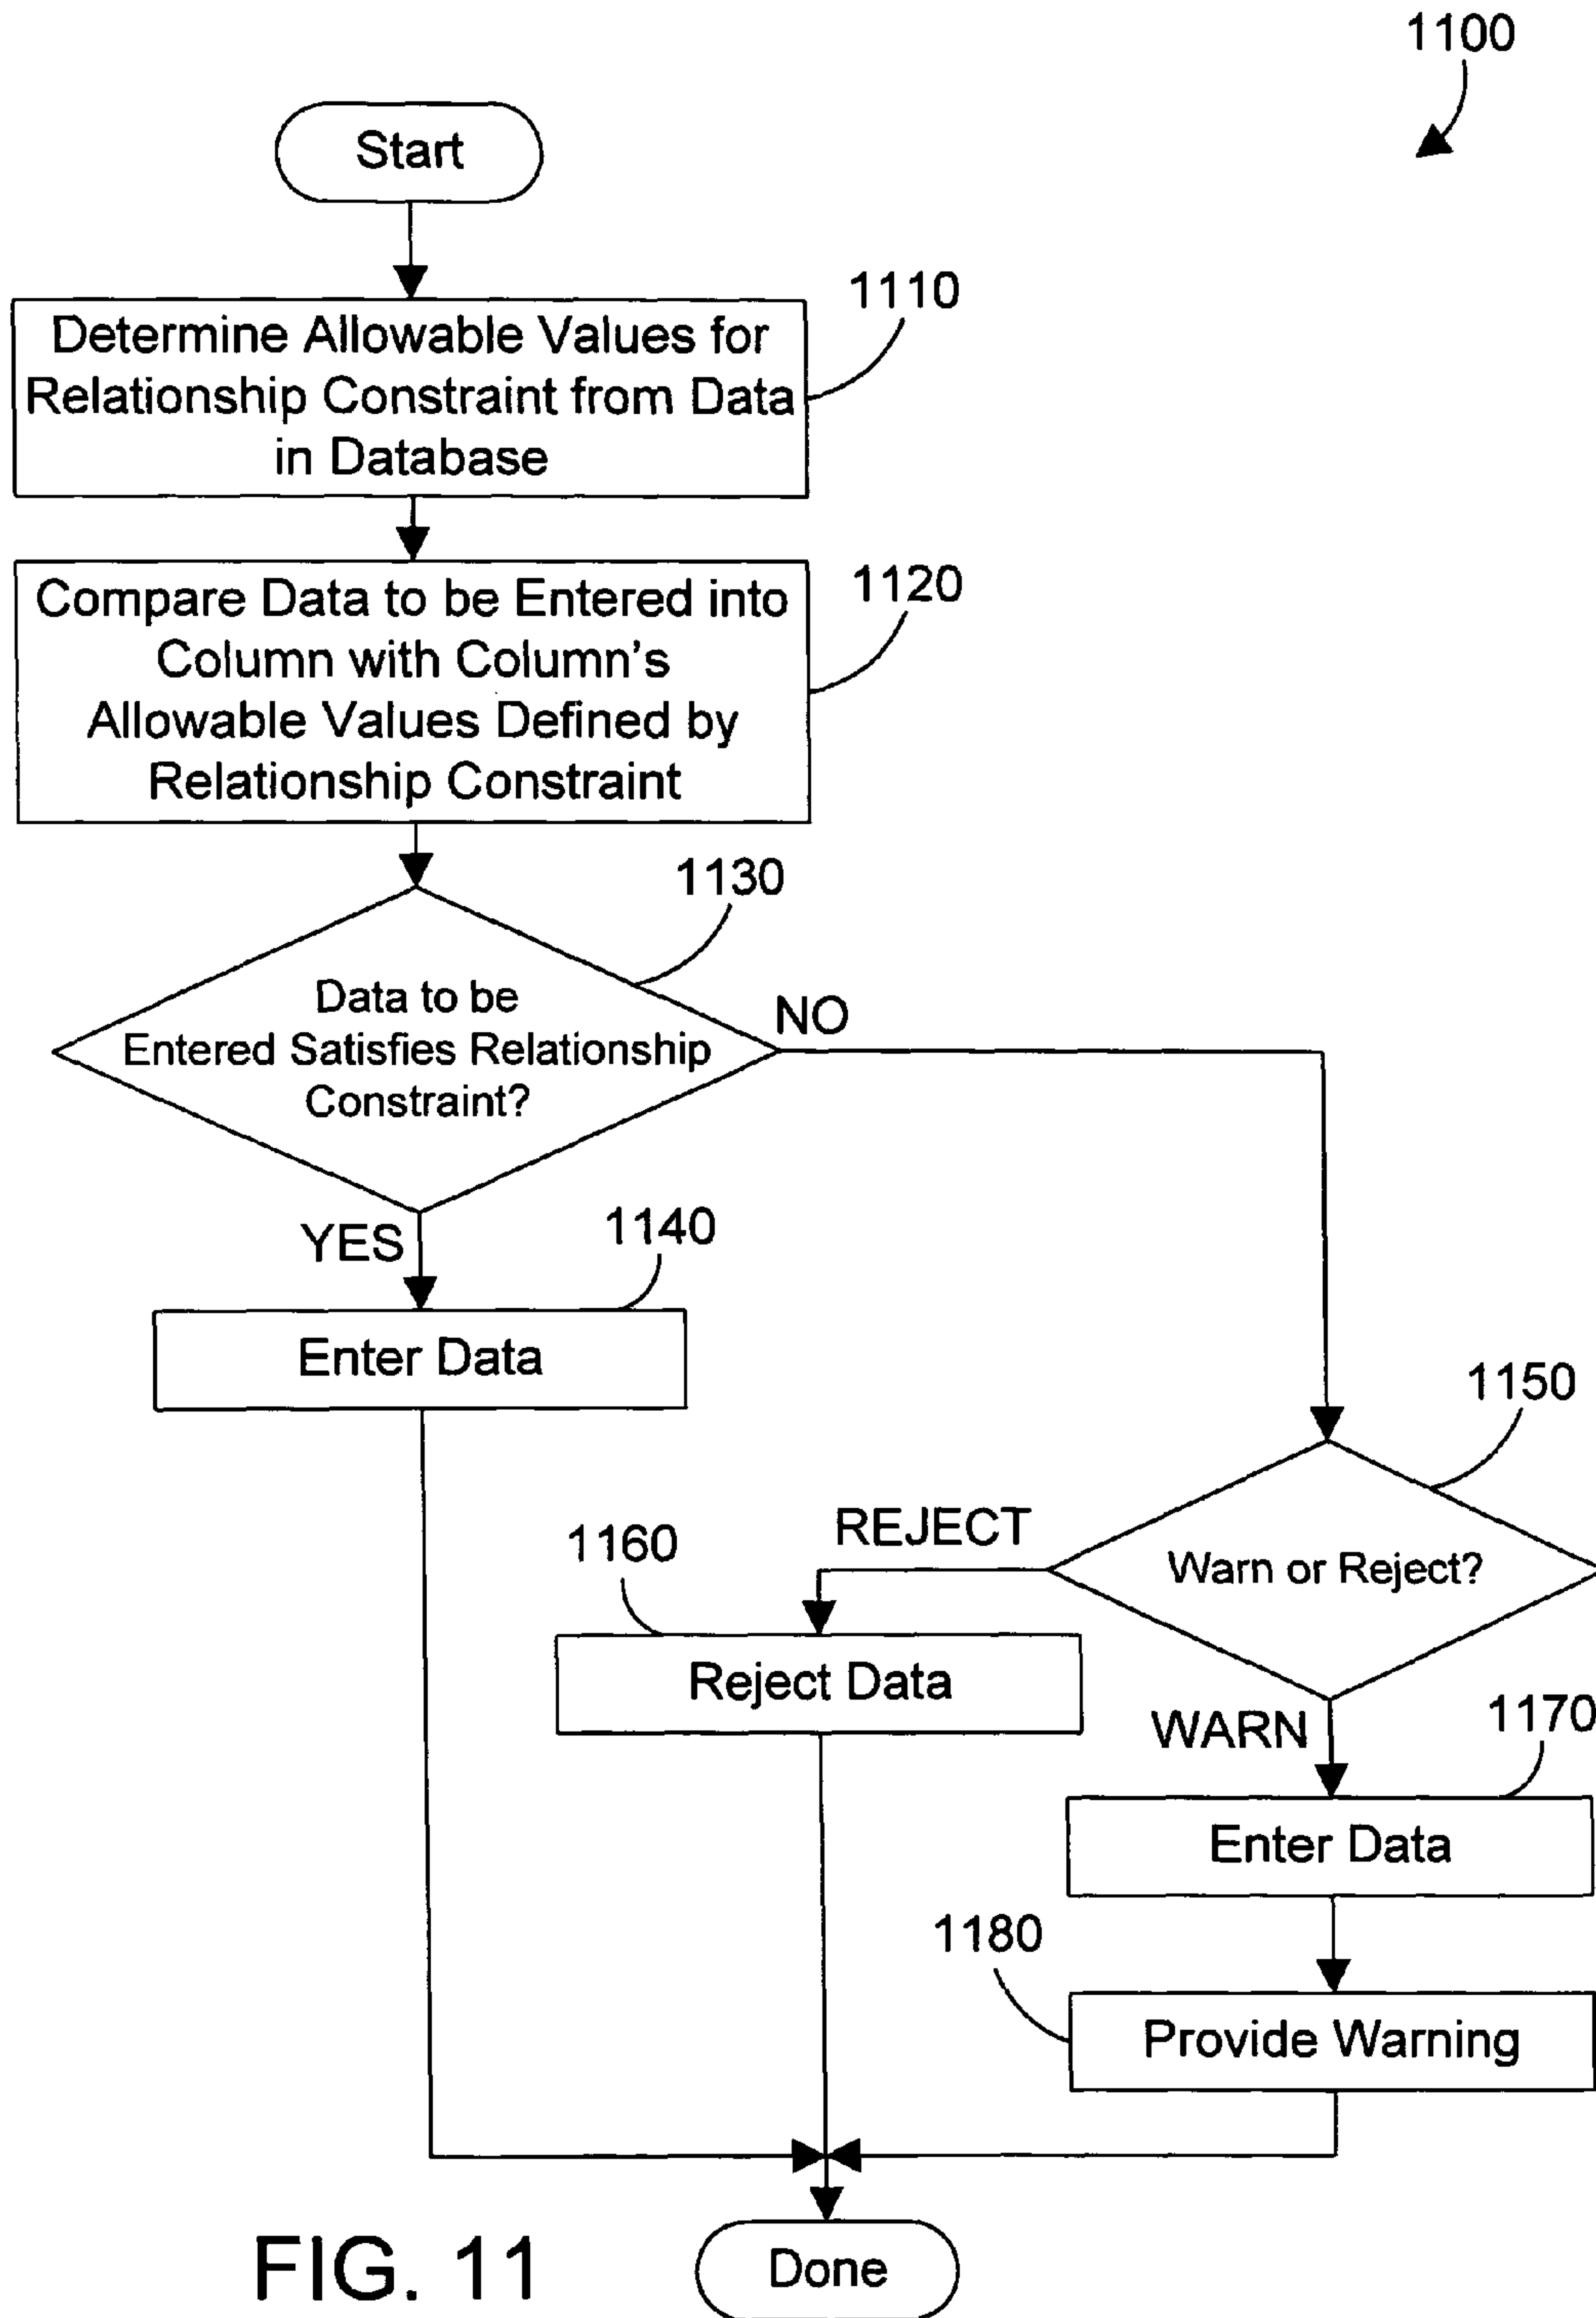 1100
Start
1110
Determine Allowable Values for
Relationship Constraint from Data
in Database
1120
Compare Data to be Entered into
Column with Column's
Allowable Values Defined by
Relationship Constraint
1130
Data to be
Entered Satisfies Relationship
Constraint?
NO
YES
1140
Enter Data
1150
Warn or Reject?
REJECT
1160
Reject Data
WARN
1170
Enter Data
1180
Provide Warning
Done
FIG. 11